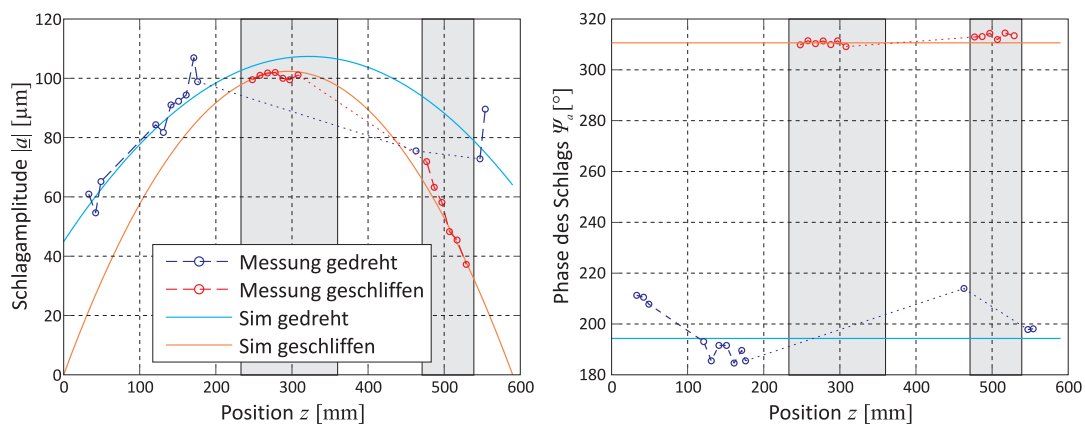 120
100
80
60
40
20
0
Schlagamplitude |a| [µm]
0 100 200 300 400 500 600
Position z [mm]
Messung gedreht
Messung geschliffen
Sim gedreht
Sim geschliffen
320
300
280
260
240
220
200
180
Phase des Schlags Ψa [°]
0 100 200 300 400 500 600
Position z [mm]